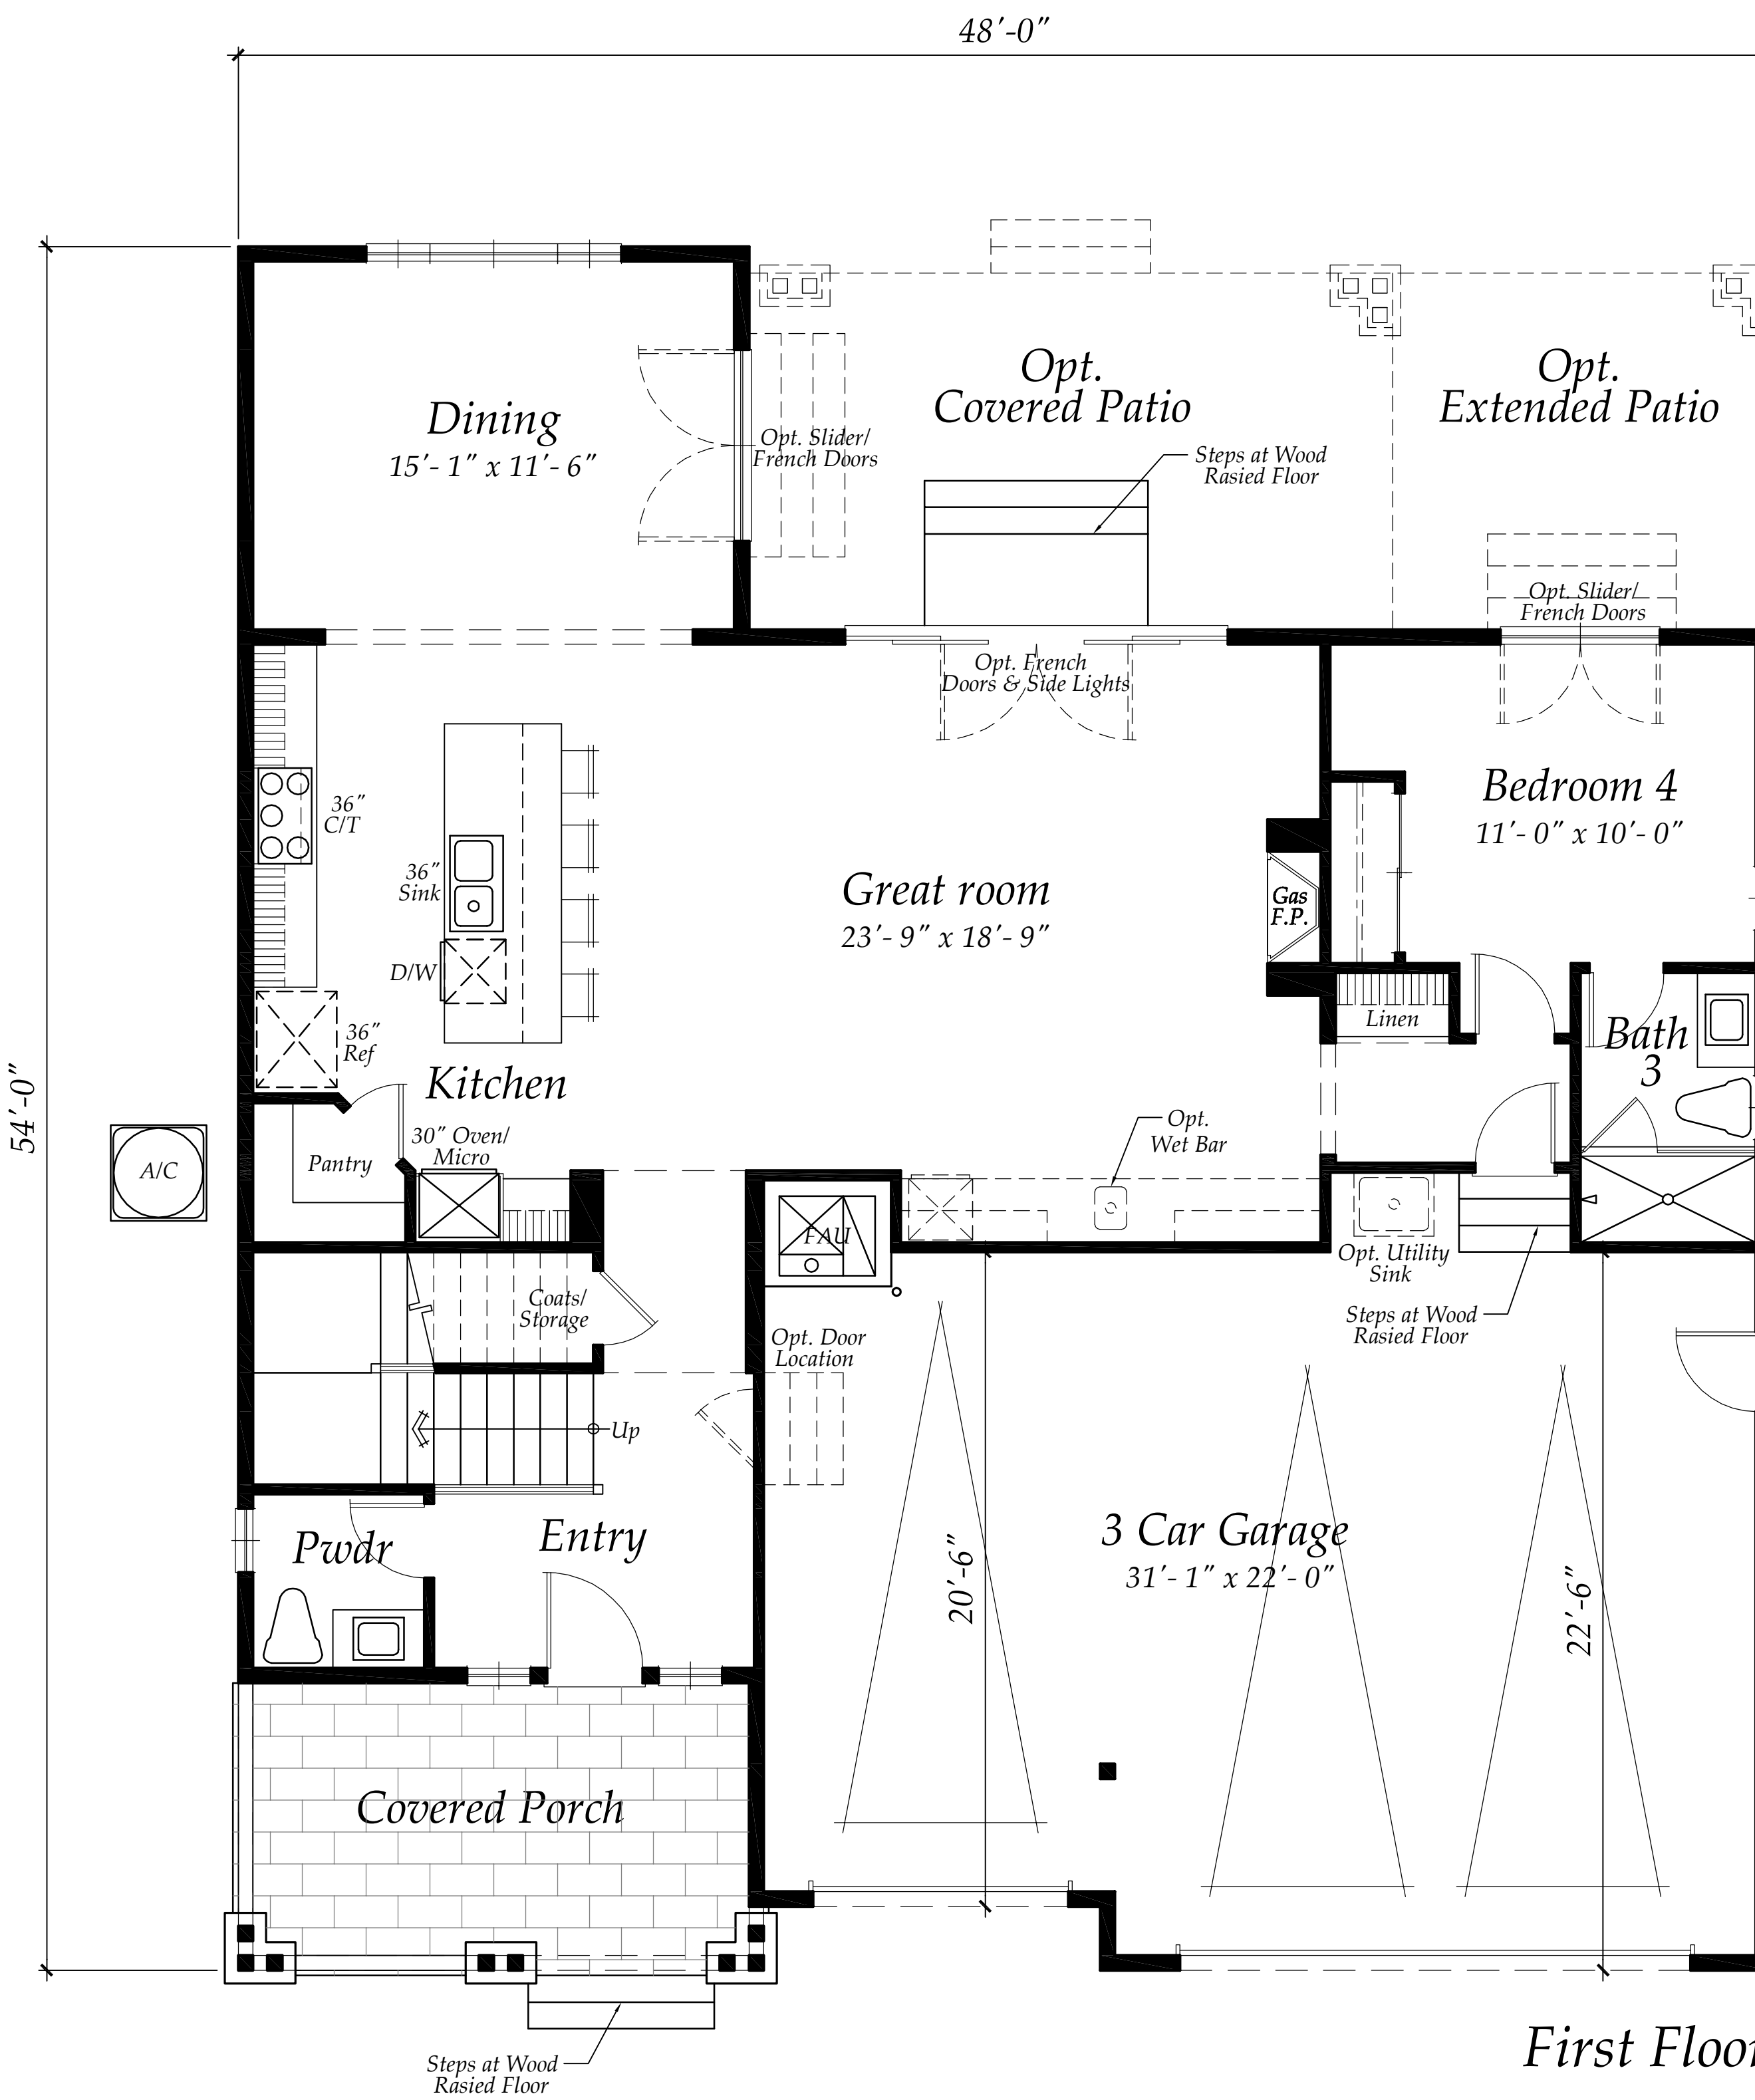 48'-0"
Opt.
Covered Patio
Opt.
Extended Patio
Dining
15'- 1" x 11'- 6"
Opt. Slider/
French Doors
Steps at Wood
Rasied Floor
Opt. Slider/
French Doors
Opt. French
Doors & Side Lights
36"
C/T
36"
Sink
D/W
36"
Ref
Kitchen
Great room
23'- 9" x 18'- 9"
Gas
F.P.
Bedroom 4
11'- 0" x 10'- 0"
Linen
Bath
3
54'-0"
A/C
Pantry
30" Oven/
Micro
Opt.
Wet Bar
FAU
Opt. Utility
Sink
Steps at Wood
Rasied Floor
Coats/
Storage
Opt. Door
Location
Up
Pwdr
Entry
3 Car Garage
31'- 1" x 22'- 0"
20'-6"
22'-6"
Covered Porch
Steps at Wood
Rasied Floor
First Floor